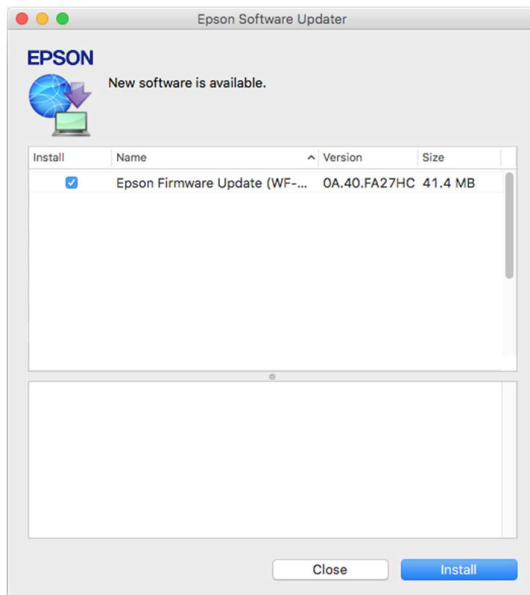 Epson Software Updater
EPSON
New software is available.
Install Name Version Size
Epson Firmware Update (WF-... 0A.40.FA27HC 41.4 MB
Close Install